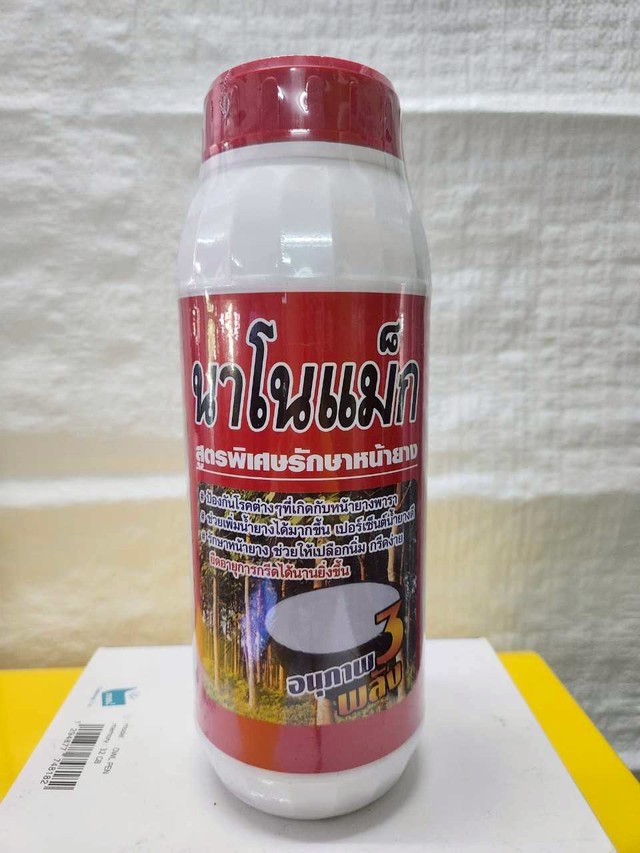 นาโนแม็ก
สูตรพิเศษรักษาหน้ายาง
ป้องกันโรคต่างๆที่เกิดกับหน้ายางพารา
ช่วยเพิ่มน้ำยางได้มากขึ้น เปอร์เซ็นต์น้ำยางดี
รักษาหน้ายาง ช่วยให้เปลือกนิ่ม กรีดง่าย
ยืดอายุการกรีดได้นานยิ่งขึ้น
3
อนุภาพ
พลัง
memory : 32 GB